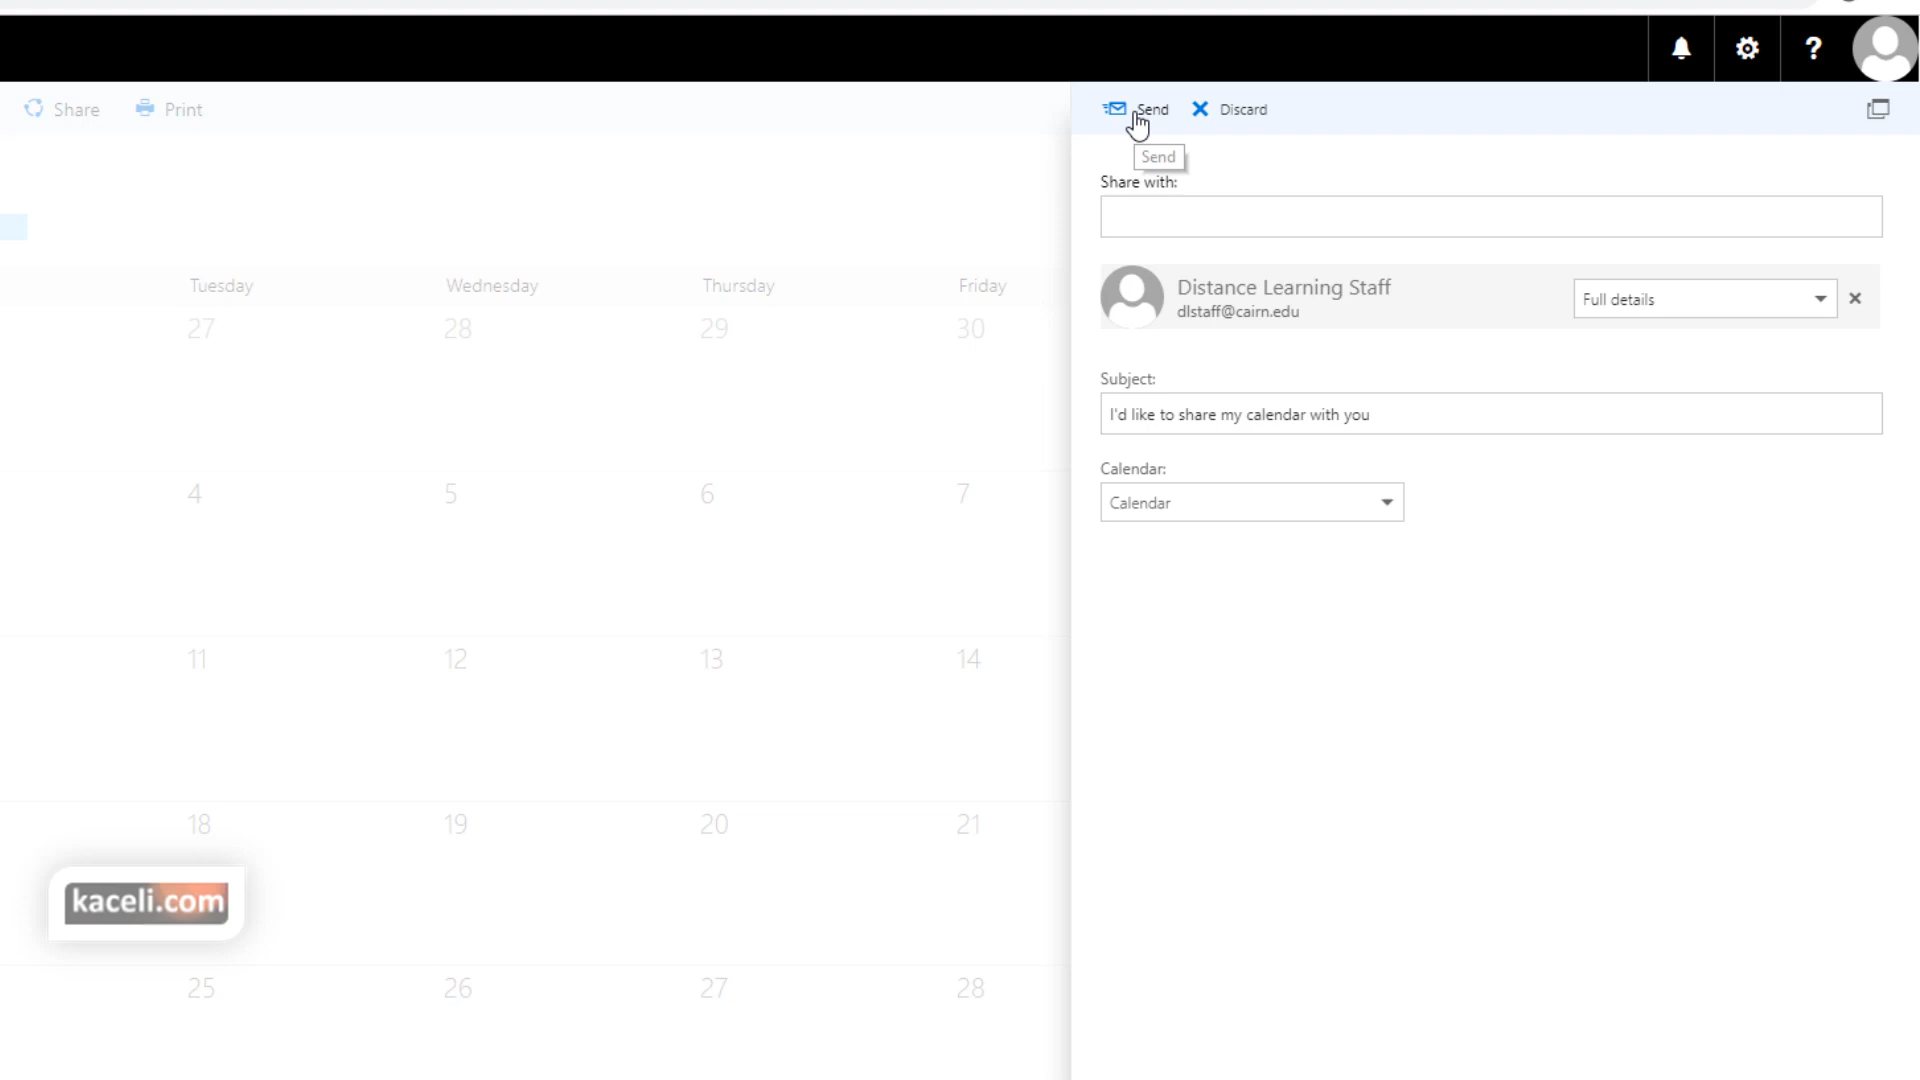 Share Print
Send Discard
Send
Share with:
Distance Learning Staff
dlstaff@cairn.edu
Full details
Subject:
I'd like to share my calendar with you
Calendar:
Calendar
Tuesday Wednesday Thursday Friday
27 28 29 30
4 5 6 7
11 12 13 14
18 19 20 21
25 26 27 28
kaceli.com